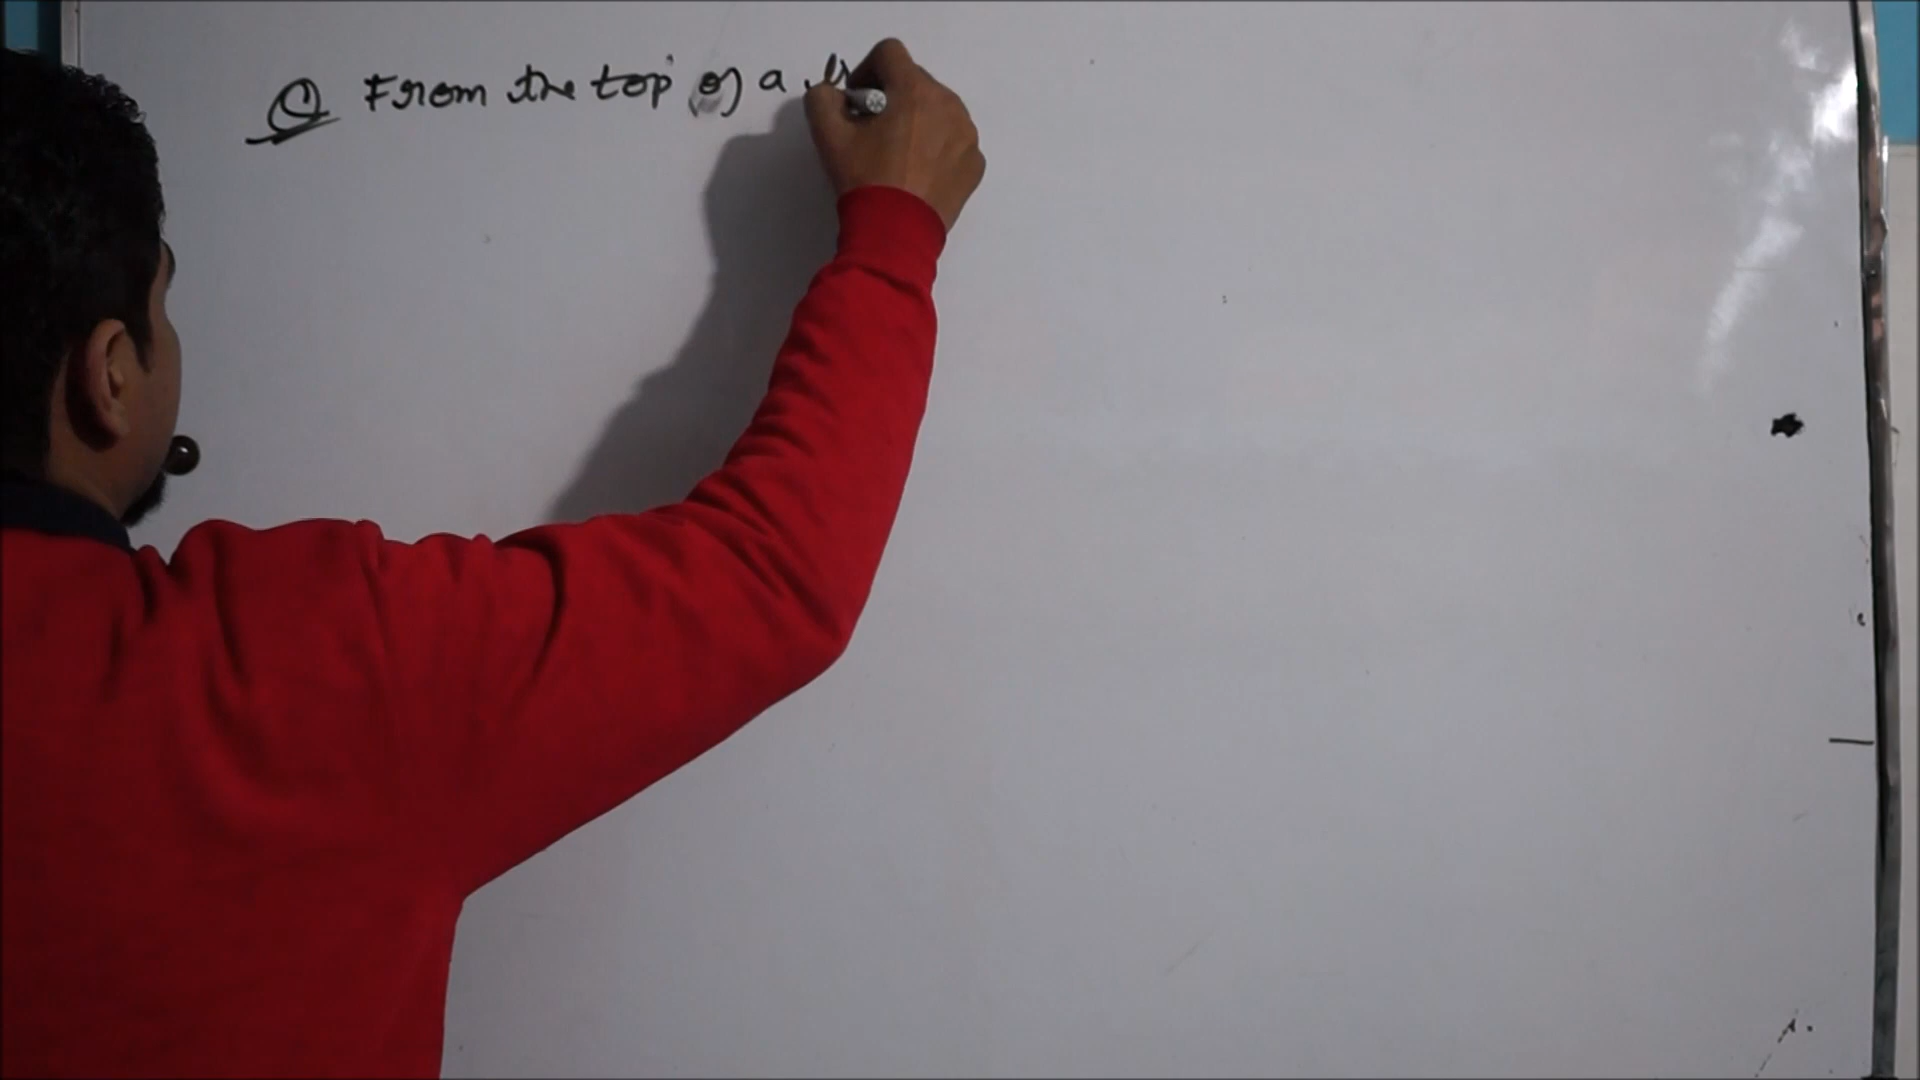 Q From the top of a